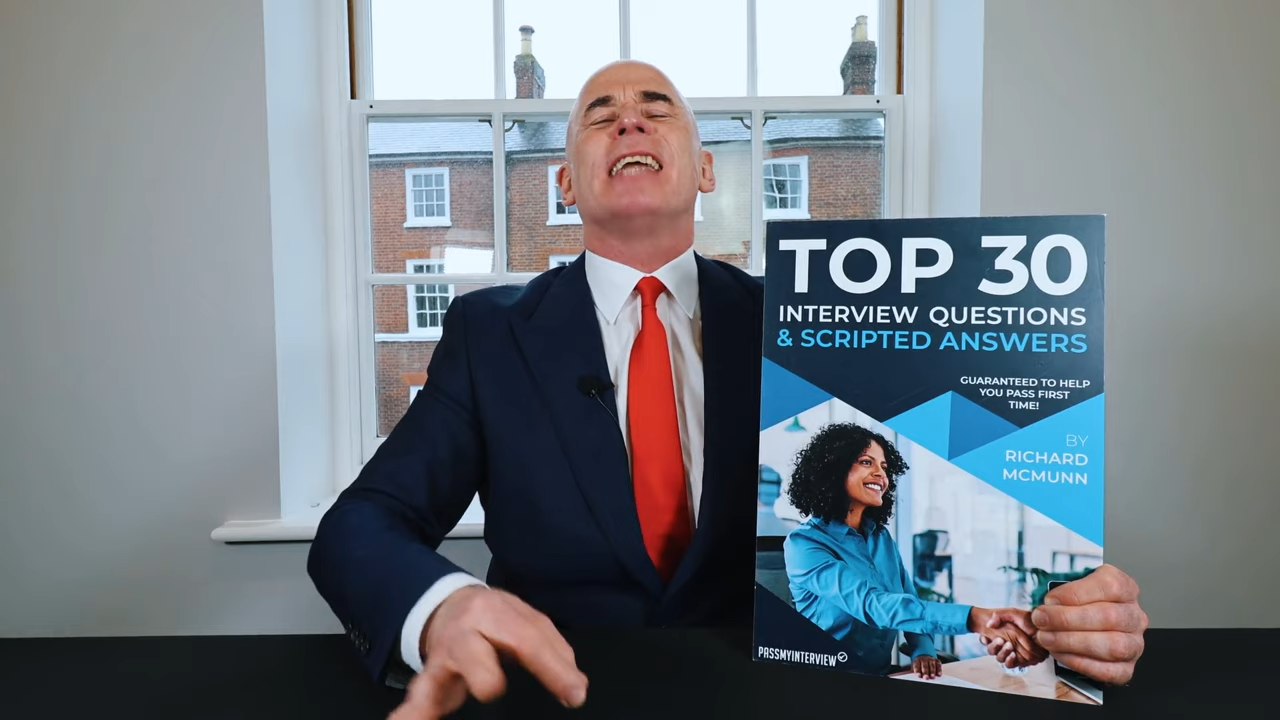 TOP 30
INTERVIEW QUESTIONS
& SCRIPTED ANSWERS
GUARANTEED TO HELP
YOU PASS FIRST
TIME!
BY
RICHARD
MCMUNN
PASSMYINTERVIEW